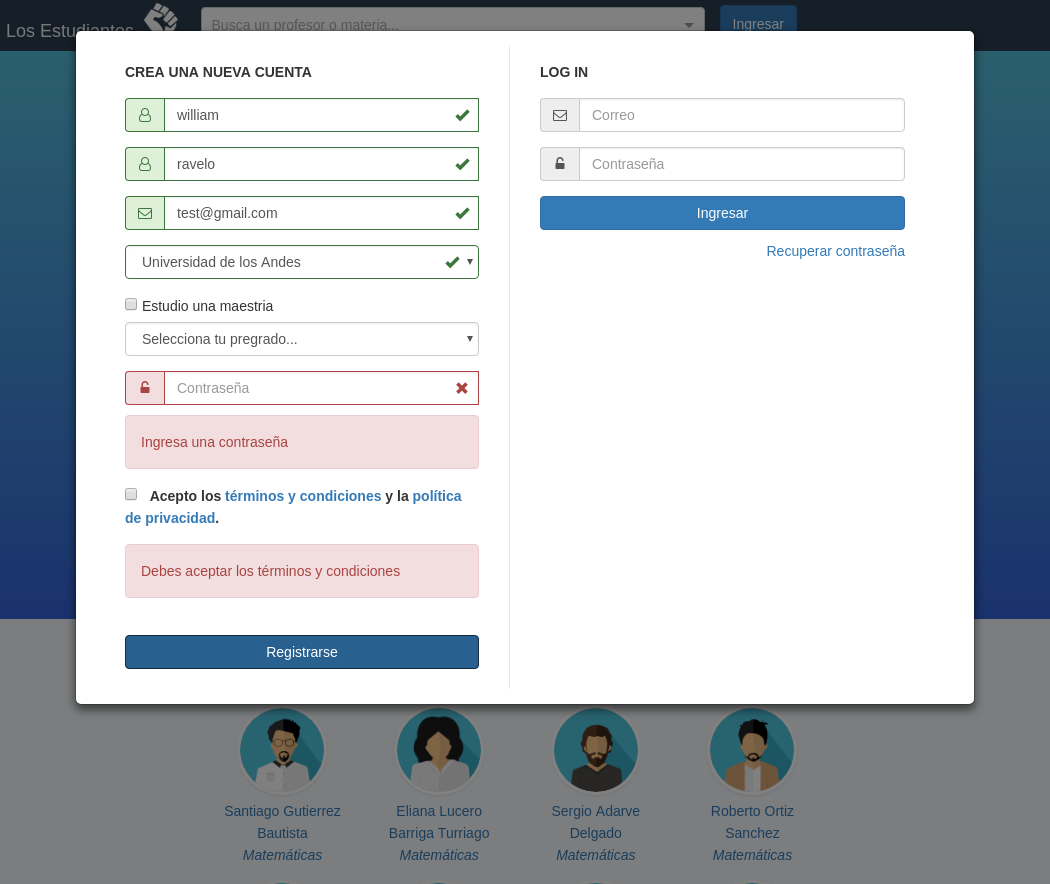 Los Estudiantes
Busca un profesor o materia...
Ingresar
CREA UNA NUEVA CUENTA
william
ravelo
test@gmail.com
Universidad de los Andes
Estudio una maestria
Selecciona tu pregrado...
Contraseña
Ingresa una contraseña
Acepto los términos y condiciones y la política
de privacidad.
Debes aceptar los términos y condiciones
Registrarse
LOG IN
Correo
Contraseña
Ingresar
Recuperar contraseña
Santiago Gutierrez
Bautista
Matemáticas
Eliana Lucero
Barriga Turriago
Matemáticas
Sergio Adarve
Delgado
Matemáticas
Roberto Ortiz
Sanchez
Matemáticas